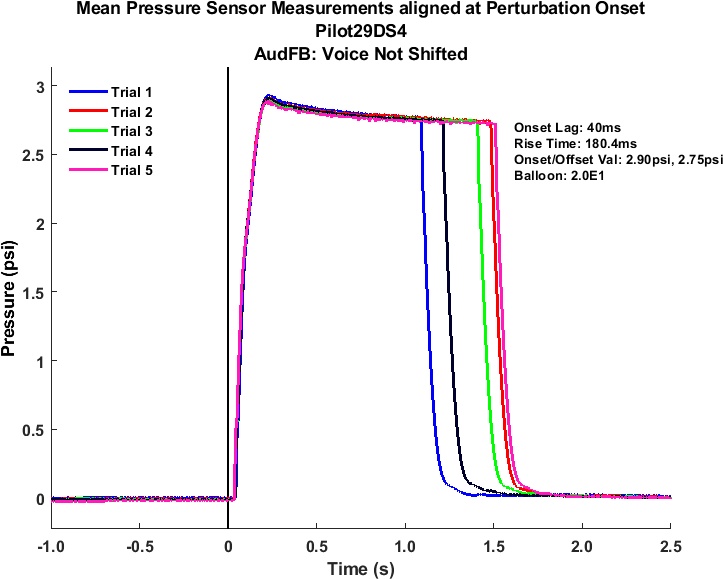 Mean Pressure Sensor Measurements aligned at Perturbation Onset
Pilot29DS4
AudFB: Voice Not Shifted
Trial 1
Trial 2
Trial 3
Trial 4
Trial 5
Onset Lag: 40ms
Rise Time: 180.4ms
Onset/Offset Val: 2.90psi, 2.75psi
Balloon: 2.0E1
Pressure (psi)
3
2.5
2
1.5
1
0.5
0
-1.0 -0.5 0 0.5 1.0 1.5 2.0 2.5
Time (s)